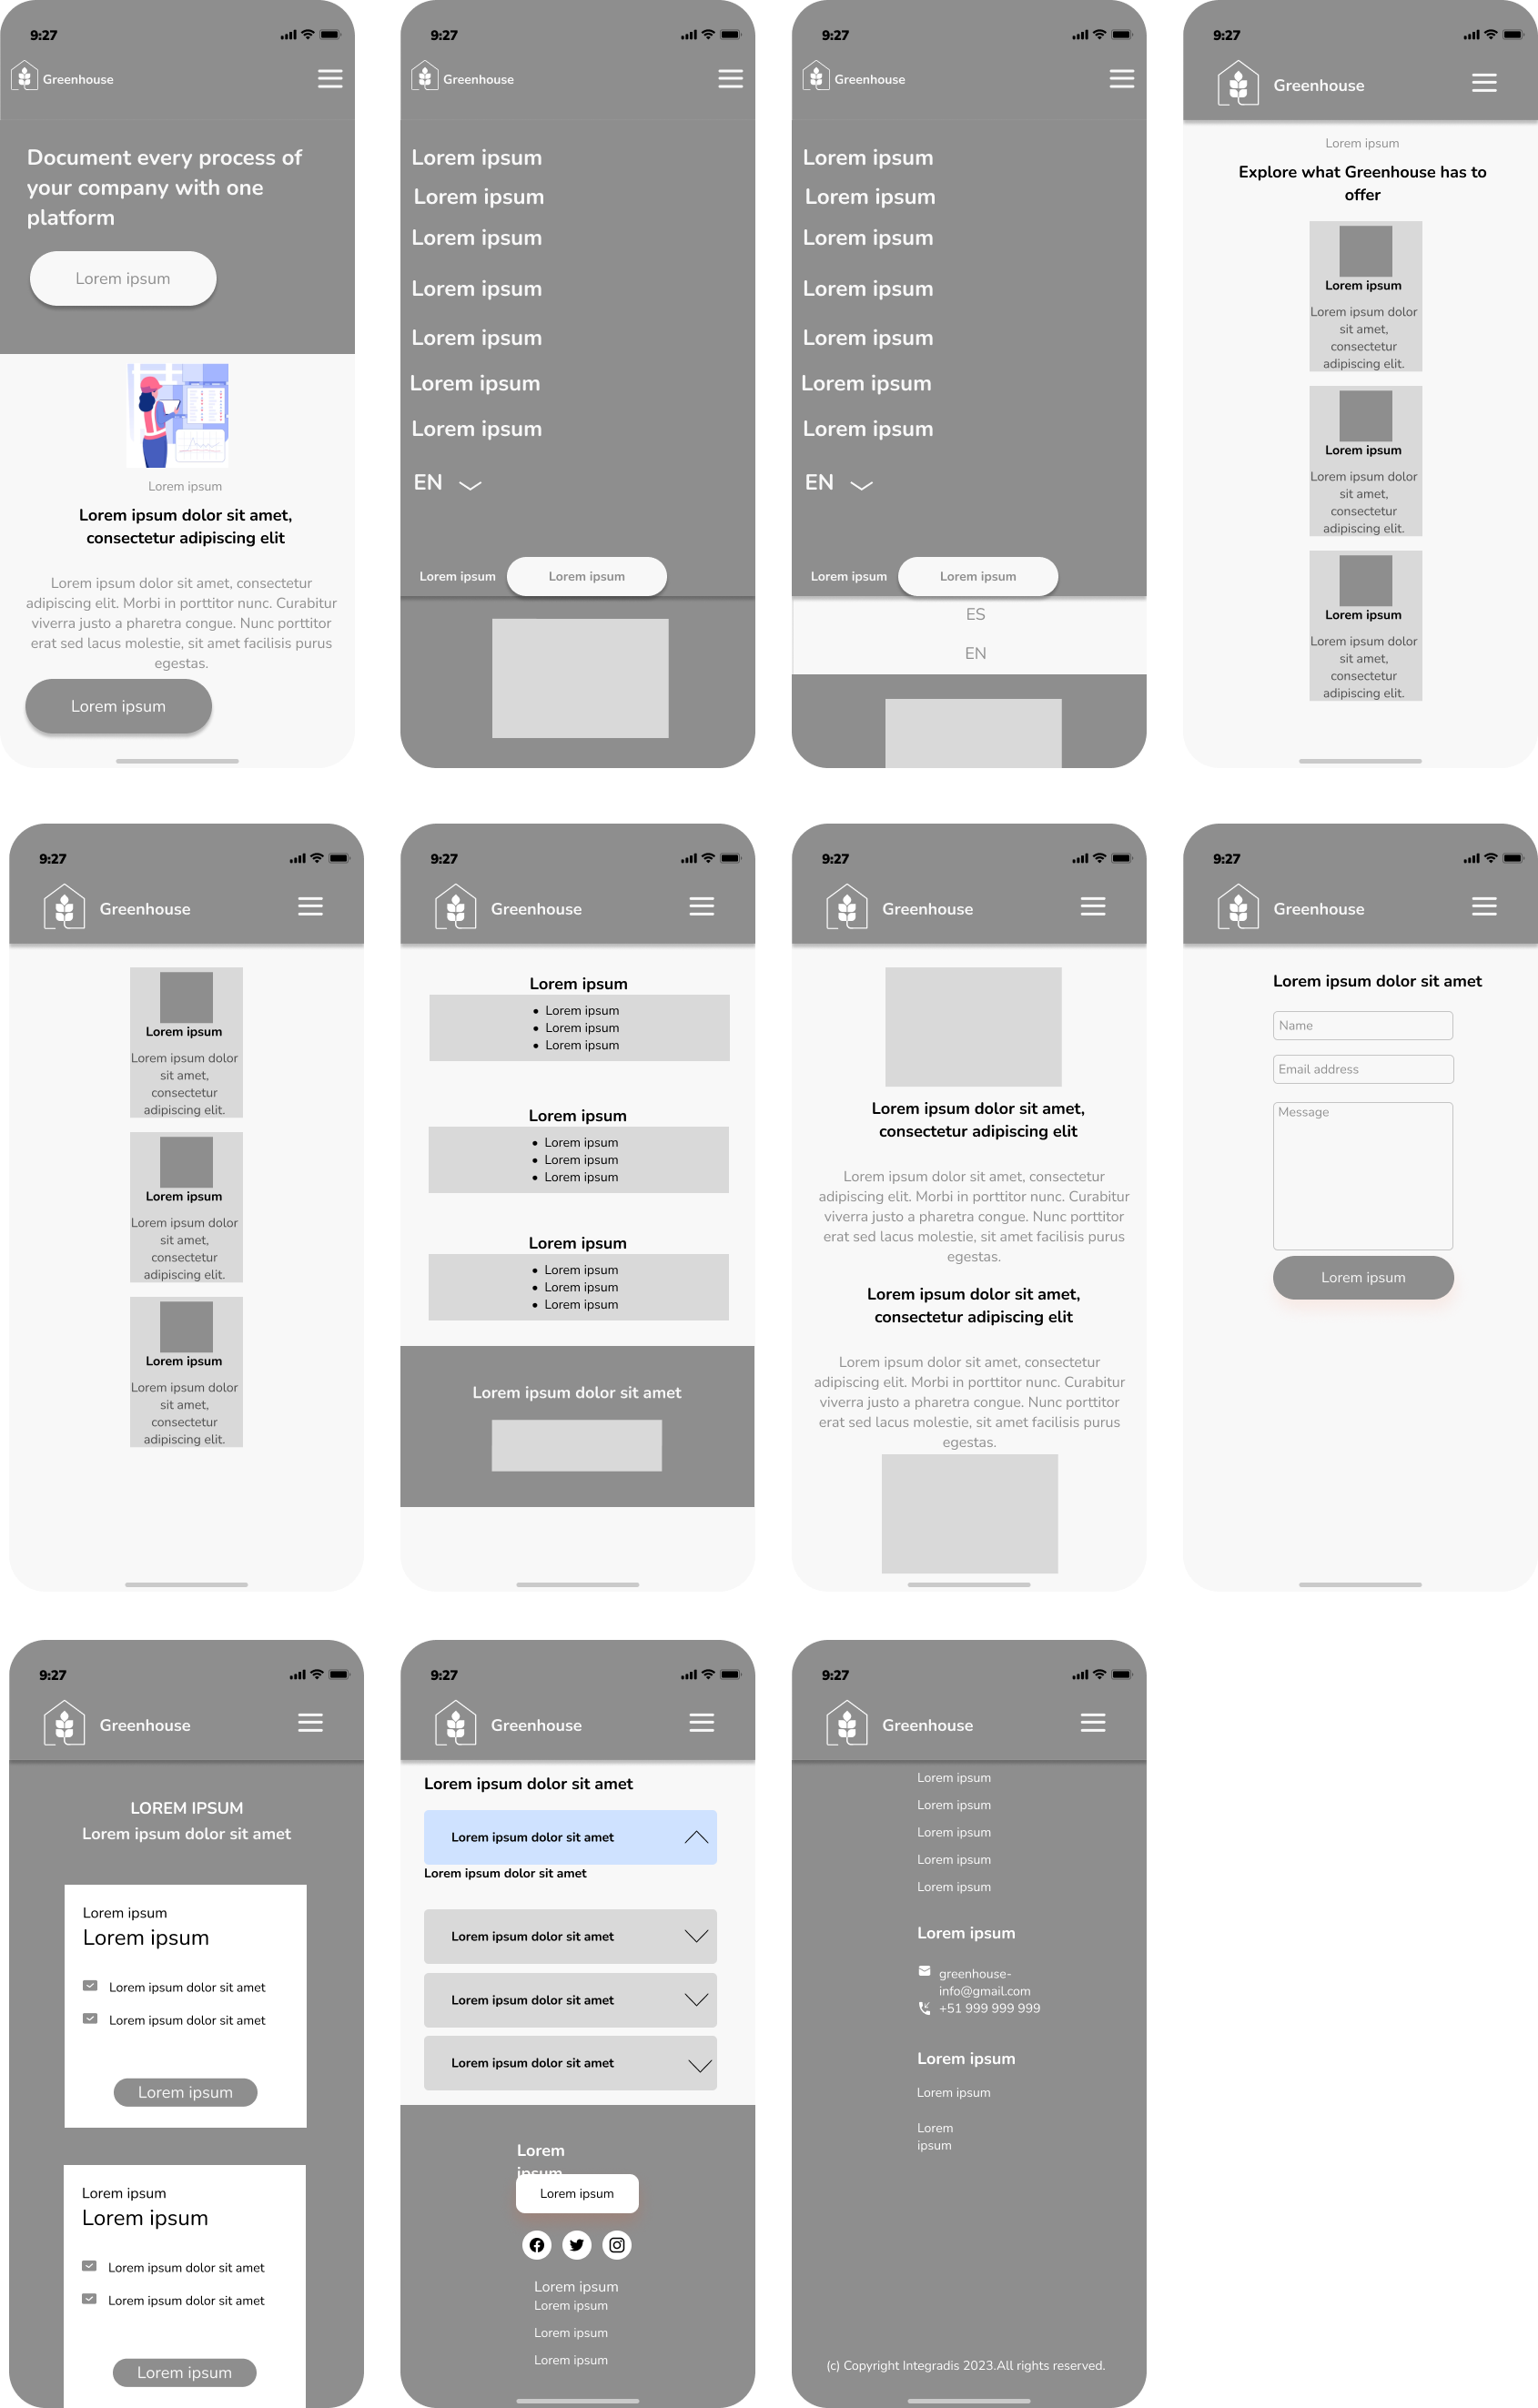 9:27
Greenhouse
Document every process of
your company with one
platform
Lorem ipsum
Lorem ipsum
Lorem ipsum dolor sit amet,
consectetur adipiscing elit
Lorem ipsum dolor sit amet, consectetur
adipiscing elit. Morbi in porttitor nunc. Curabitur
viverra justo a pharetra congue. Nunc porttitor
erat sed lacus molestie, sit amet facilisis purus
egestas.
Lorem ipsum
9:27
Greenhouse
Lorem ipsum
Lorem ipsum
Lorem ipsum
Lorem ipsum
Lorem ipsum
Lorem ipsum
Lorem ipsum
EN
Lorem ipsum
Lorem ipsum
9:27
Greenhouse
Lorem ipsum
Lorem ipsum
Lorem ipsum
Lorem ipsum
Lorem ipsum
Lorem ipsum
Lorem ipsum
EN
Lorem ipsum
Lorem ipsum
ES
EN
9:27
Greenhouse
Lorem ipsum
Explore what Greenhouse has to
offer
Lorem ipsum
Lorem ipsum dolor
sit amet,
consectetur
adipiscing elit.
Lorem ipsum
Lorem ipsum dolor
sit amet,
consectetur
adipiscing elit.
Lorem ipsum
Lorem ipsum dolor
sit amet,
consectetur
adipiscing elit.
9:27
Greenhouse
Lorem ipsum
Lorem ipsum dolor
sit amet,
consectetur
adipiscing elit.
Lorem ipsum
Lorem ipsum dolor
sit amet,
consectetur
adipiscing elit.
Lorem ipsum
Lorem ipsum dolor
sit amet,
consectetur
adipiscing elit.
9:27
Greenhouse
Lorem ipsum
• Lorem ipsum
• Lorem ipsum
• Lorem ipsum
Lorem ipsum
• Lorem ipsum
• Lorem ipsum
• Lorem ipsum
Lorem ipsum
• Lorem ipsum
• Lorem ipsum
• Lorem ipsum
Lorem ipsum dolor sit amet
9:27
Greenhouse
Lorem ipsum dolor sit amet,
consectetur adipiscing elit
Lorem ipsum dolor sit amet, consectetur
adipiscing elit. Morbi in porttitor nunc. Curabitur
viverra justo a pharetra congue. Nunc porttitor
erat sed lacus molestie, sit amet facilisis purus
egestas.
Lorem ipsum dolor sit amet,
consectetur adipiscing elit
Lorem ipsum dolor sit amet, consectetur
adipiscing elit. Morbi in porttitor nunc. Curabitur
viverra justo a pharetra congue. Nunc porttitor
erat sed lacus molestie, sit amet facilisis purus
egestas.
9:27
Greenhouse
Lorem ipsum dolor sit amet
Name
Email address
Message
Lorem ipsum
9:27
Greenhouse
LOREM IPSUM
Lorem ipsum dolor sit amet
Lorem ipsum
Lorem ipsum
Lorem ipsum dolor sit amet
Lorem ipsum dolor sit amet
Lorem ipsum
Lorem ipsum
Lorem ipsum
Lorem ipsum dolor sit amet
Lorem ipsum dolor sit amet
Lorem ipsum
9:27
Greenhouse
Lorem ipsum dolor sit amet
Lorem ipsum dolor sit amet
Lorem ipsum dolor sit amet
Lorem ipsum dolor sit amet
Lorem ipsum dolor sit amet
Lorem ipsum dolor sit amet
Lorem
ipsum
Lorem ipsum
Lorem ipsum
Lorem ipsum
Lorem ipsum
Lorem ipsum
9:27
Greenhouse
Lorem ipsum
Lorem ipsum
Lorem ipsum
Lorem ipsum
Lorem ipsum
Lorem ipsum
greenhouse-
info@gmail.com
+51 999 999 999
Lorem ipsum
Lorem ipsum
Lorem
ipsum
(c) Copyright Integradis 2023.All rights reserved.